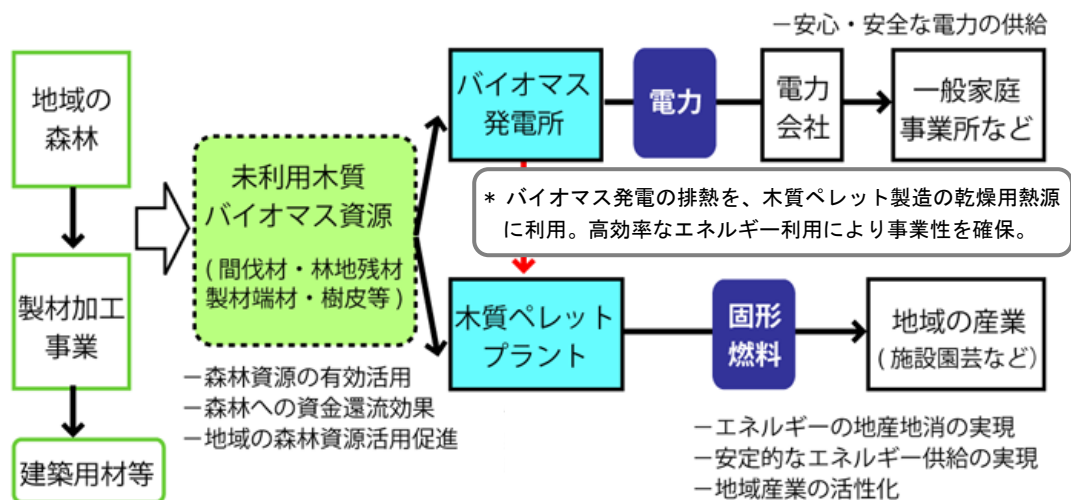 地域の
森林
製材加工
事業
建築用材等
未利用木質
バイオマス資源
(間伐材・林地残材
製材端材・樹皮等)
－森林資源の有効活用
－森林への資金還流効果
－地域の森林資源活用促進
－安心・安全な電力の供給
バイオマス
発電所
電力
電力
会社
一般家庭
事業所など
* バイオマス発電の排熱を、木質ペレット製造の乾燥用熱源
に利用。高効率なエネルギー利用により事業性を確保。
木質ペレット
プラント
固形
燃料
地域の産業
(施設園芸など)
－エネルギーの地産地消の実現
－安定的なエネルギー供給の実現
－地域産業の活性化